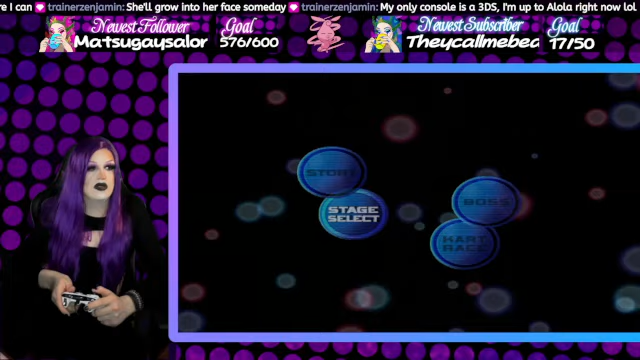 e I can trainerzenjamin: She'll grow into her face someday trainerzenjamin: My only console is a 3DS, I'm up to Alola right now lol
Newest Follower
Matsugaysalor
Goal
576/600
Newest Subscriber
Theycallmebea
Goal
17/50
STORY
STAGE
SELECT
BOSS
KART
RACE